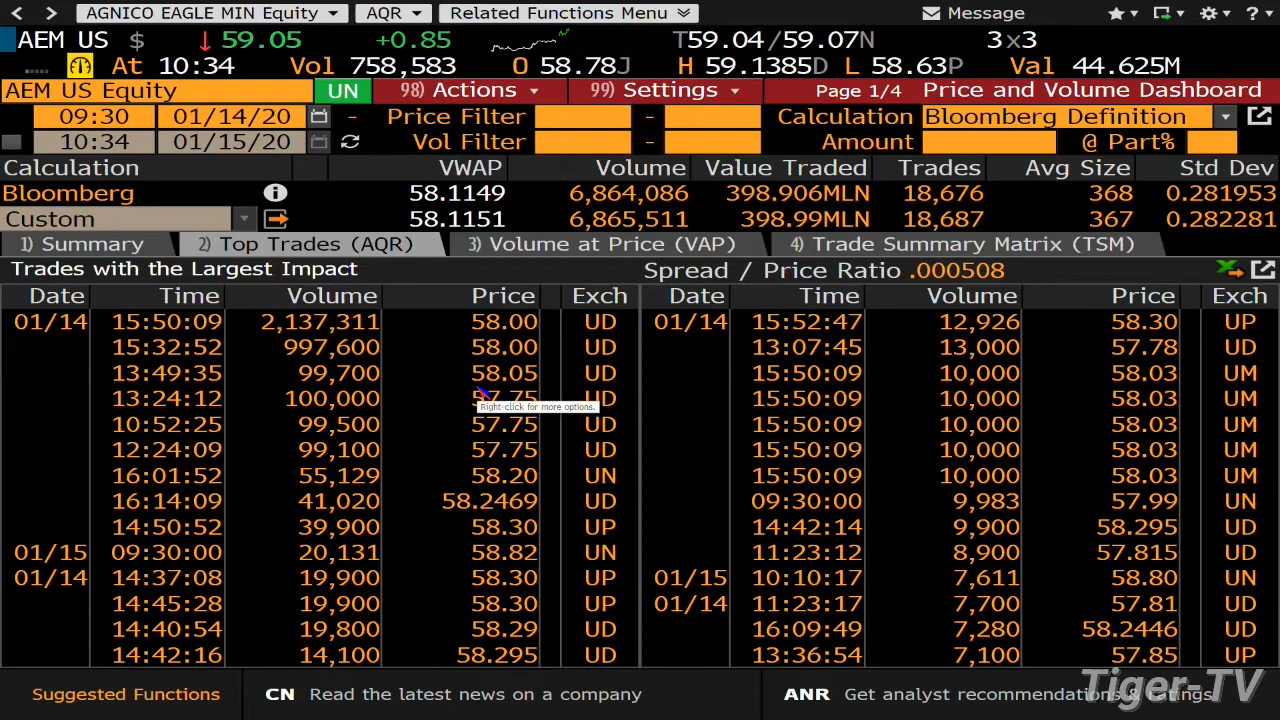 AGNICO EAGLE MIN Equity AQR Related Functions Menu Message ?
AEM US $ ↓ 59.05 +0.85 T59.04/59.07N 3x3
At 10:34 Vol 758,583 O 58.78J H 59.1385D L 58.63P Val 44.625M
AEM US Equity UN 98) Actions 99) Settings Page 1/4 Price and Volume Dashboard
09:30 01/14/20 - Price Filter - Calculation Bloomberg Definition
10:34 01/15/20 Vol Filter - Amount @ Part%
Calculation VWAP Volume Value Traded Trades Avg Size Std Dev
Bloomberg 58.1149 6,864,086 398.906MLN 18,676 368 0.281953
Custom 58.1151 6,865,511 398.99MLN 18,687 367 0.282281
1) Summary 2) Top Trades (AQR) 3) Volume at Price (VAP) 4) Trade Summary Matrix (TSM)
Trades with the Largest Impact Spread / Price Ratio .000508
Date Time Volume Price Exch Date Time Volume Price Exch
01/14 15:50:09 2,137,311 58.00 UD 01/14 15:52:47 12,926 58.30 UP
15:32:52 997,600 58.00 UD 13:07:45 13,000 57.78 UD
13:49:35 99,700 58.05 UD 15:50:09 10,000 58.03 UM
13:24:12 100,000 57.75 UD 15:50:09 10,000 58.03 UM
Right-click for more options.
10:52:25 99,500 57.75 UD 15:50:09 10,000 58.03 UM
12:24:09 99,100 57.75 UD 15:50:09 10,000 58.03 UM
16:01:52 55,129 58.20 UN 15:50:09 10,000 58.03 UM
16:14:09 41,020 58.2469 UD 09:30:00 9,983 57.99 UN
14:50:52 39,900 58.30 UP 14:42:14 9,900 58.295 UD
01/15 09:30:00 20,131 58.82 UN 11:23:12 8,900 57.815 UD
01/14 14:37:08 19,900 58.30 UP 01/15 10:10:17 7,611 58.80 UN
14:45:28 19,900 58.30 UP 01/14 11:23:17 7,700 57.81 UD
14:40:54 19,800 58.29 UD 16:09:49 7,280 58.2446 UD
14:42:16 14,100 58.295 UD 13:36:54 7,100 57.85 UP
Suggested Functions CN Read the latest news on a company ANR Get analyst recommendations & ratings
Tiger-TV